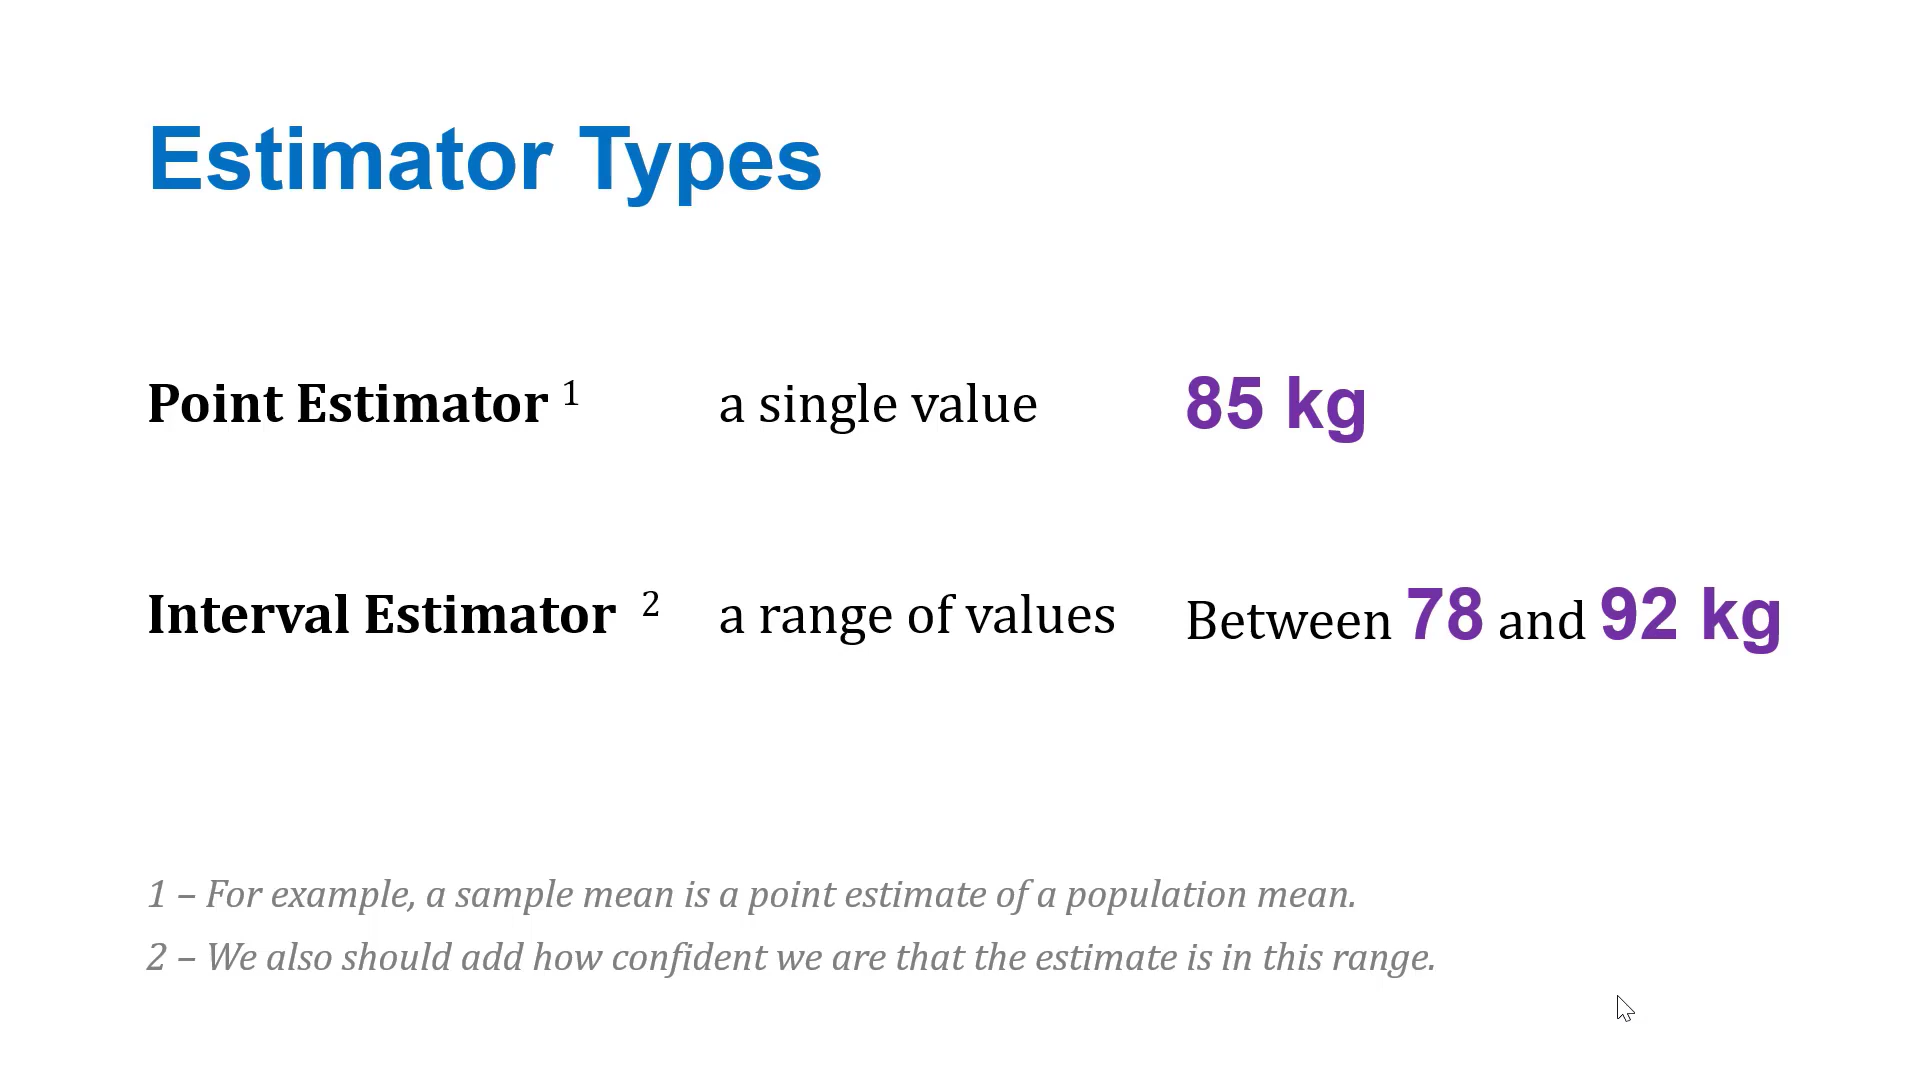 Estimator Types
Point Estimator 1 a single value 85 kg
Interval Estimator 2 a range of values Between 78 and 92 kg
1 – For example, a sample mean is a point estimate of a population mean.
2 – We also should add how confident we are that the estimate is in this range.